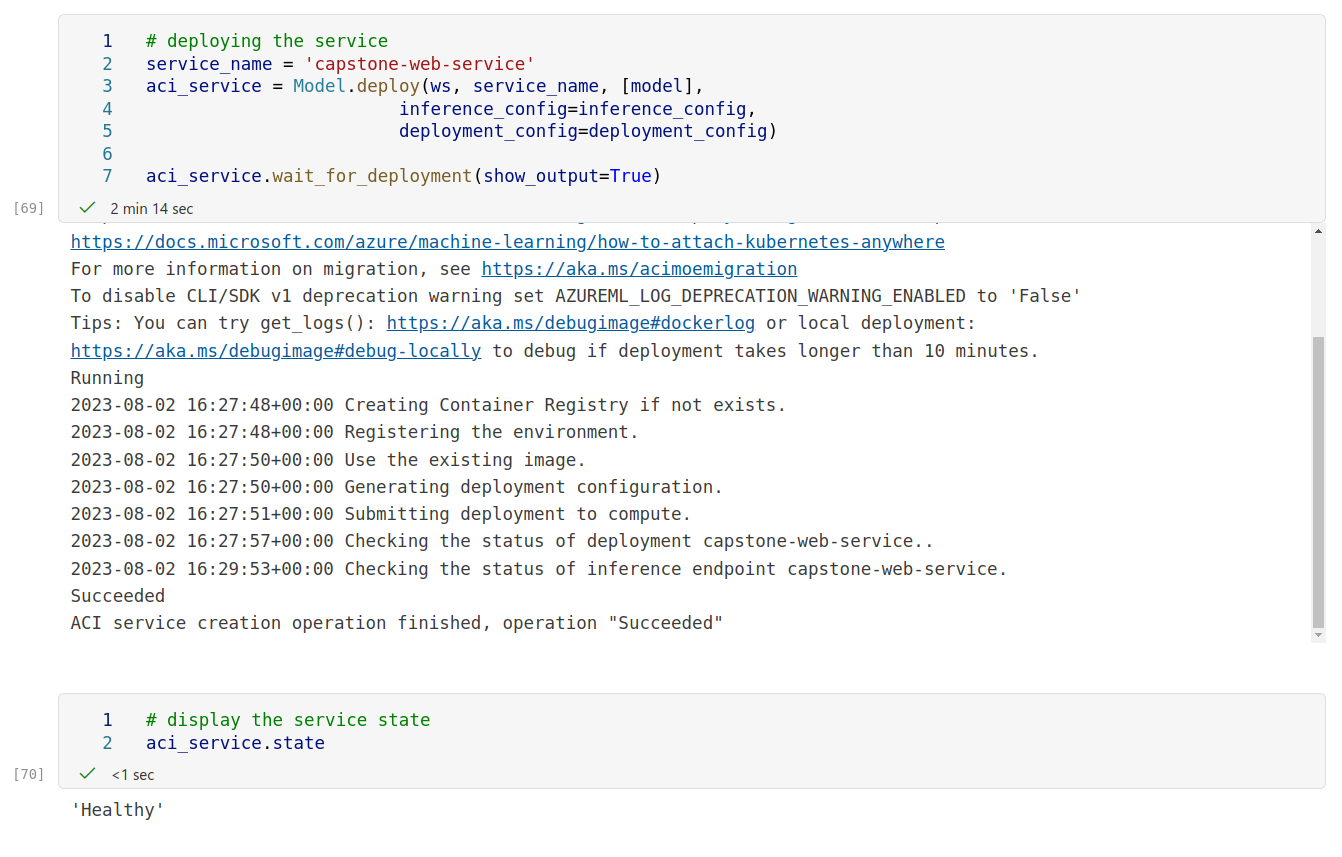 1 # deploying the service
2 service_name = 'capstone-web-service'
3 aci_service = Model.deploy(ws, service_name, [model],
4 inference_config=inference_config,
5 deployment_config=deployment_config)
6
7 aci_service.wait_for_deployment(show_output=True)
[69] 2 min 14 sec
https://docs.microsoft.com/azure/machine-learning/how-to-attach-kubernetes-anywhere
For more information on migration, see https://aka.ms/acimoemigration
To disable CLI/SDK v1 deprecation warning set AZUREML_LOG_DEPRECATION_WARNING_ENABLED to 'False'
Tips: You can try get_logs(): https://aka.ms/debugimage#dockerlog or local deployment:
https://aka.ms/debugimage#debug-locally to debug if deployment takes longer than 10 minutes.
Running
2023-08-02 16:27:48+00:00 Creating Container Registry if not exists.
2023-08-02 16:27:48+00:00 Registering the environment.
2023-08-02 16:27:50+00:00 Use the existing image.
2023-08-02 16:27:50+00:00 Generating deployment configuration.
2023-08-02 16:27:51+00:00 Submitting deployment to compute.
2023-08-02 16:27:57+00:00 Checking the status of deployment capstone-web-service..
2023-08-02 16:29:53+00:00 Checking the status of inference endpoint capstone-web-service.
Succeeded
ACI service creation operation finished, operation "Succeeded"
1 # display the service state
2 aci_service.state
[70] <1 sec
'Healthy'